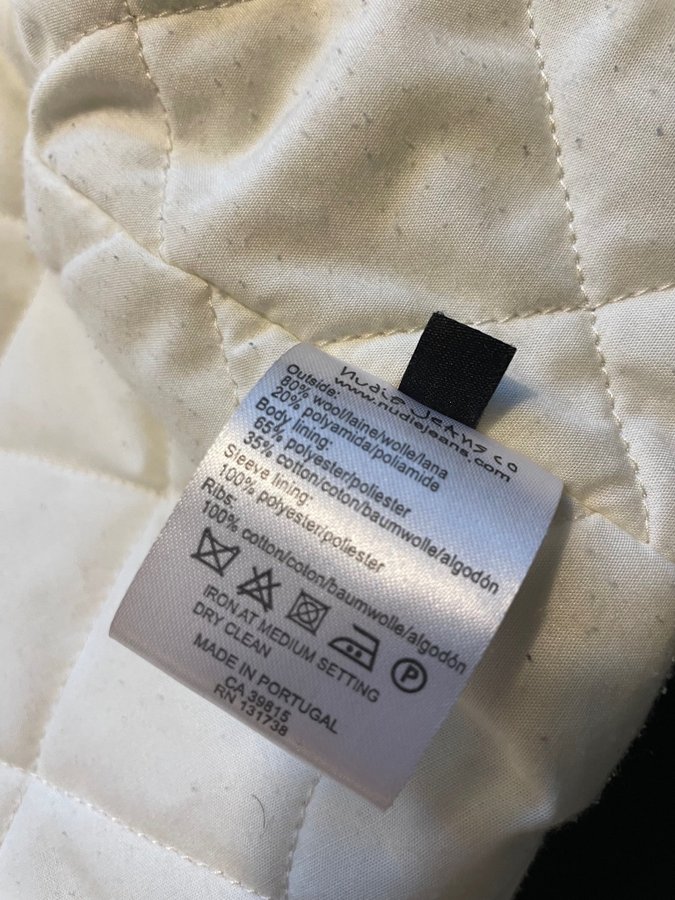 Nudie Jeans co
www.nudiejeans.com
Outside:
80% wool/laine/wolle/lana
20% polyamida/poliamide
Body lining:
65% polyester/poliester
35% cotton/coton/baumwolle/algodón
Sleeve lining:
100% polyester/poliester
Ribs:
100% cotton/coton/baumwolle/algodón
P
IRON AT MEDIUM SETTING
DRY CLEAN
MADE IN PORTUGAL
CA 39815
RN 131738